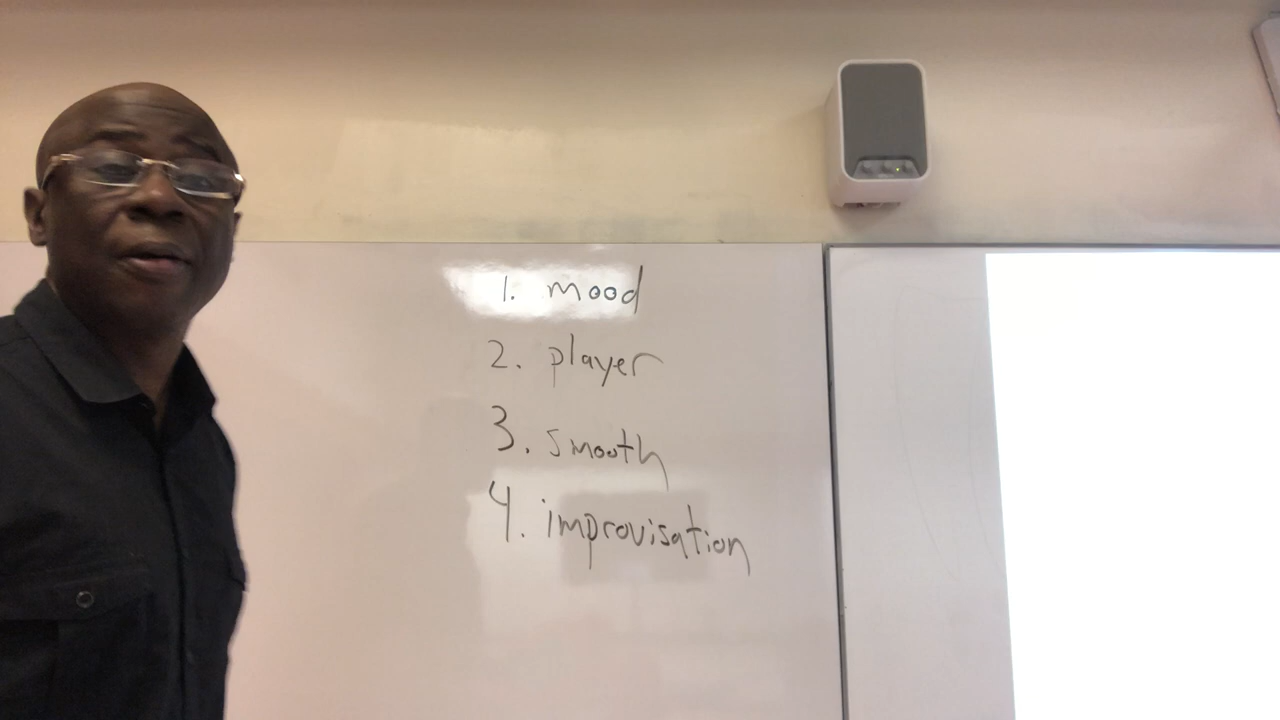 1. mood
2. player
3. smooth
4. improvisation